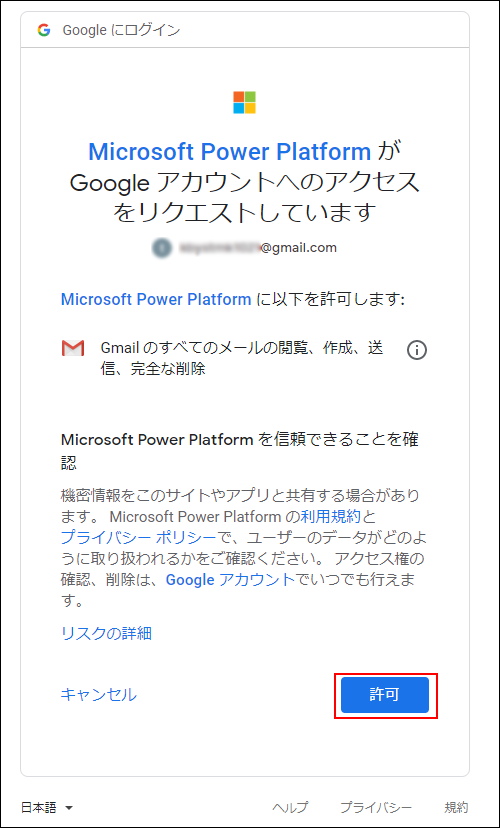 Google にログイン
Microsoft Power Platform が
Google アカウントへのアクセス
をリクエストしています
@gmail.com
Microsoft Power Platform に以下を許可します:
Gmail のすべてのメールの閲覧、作成、送
信、完全な削除
Microsoft Power Platform を信頼できることを確
認
機密情報をこのサイトやアプリと共有する場合があり
ます。 Microsoft Power Platform の利用規約と
プライバシー ポリシーで、ユーザーのデータがどのよ
うに取り扱われるかをご確認ください。 アクセス権の
確認、削除は、Google アカウントでいつでも行えま
す。
リスクの詳細
キャンセル
許可
日本語
ヘルプ
プライバシー
規約